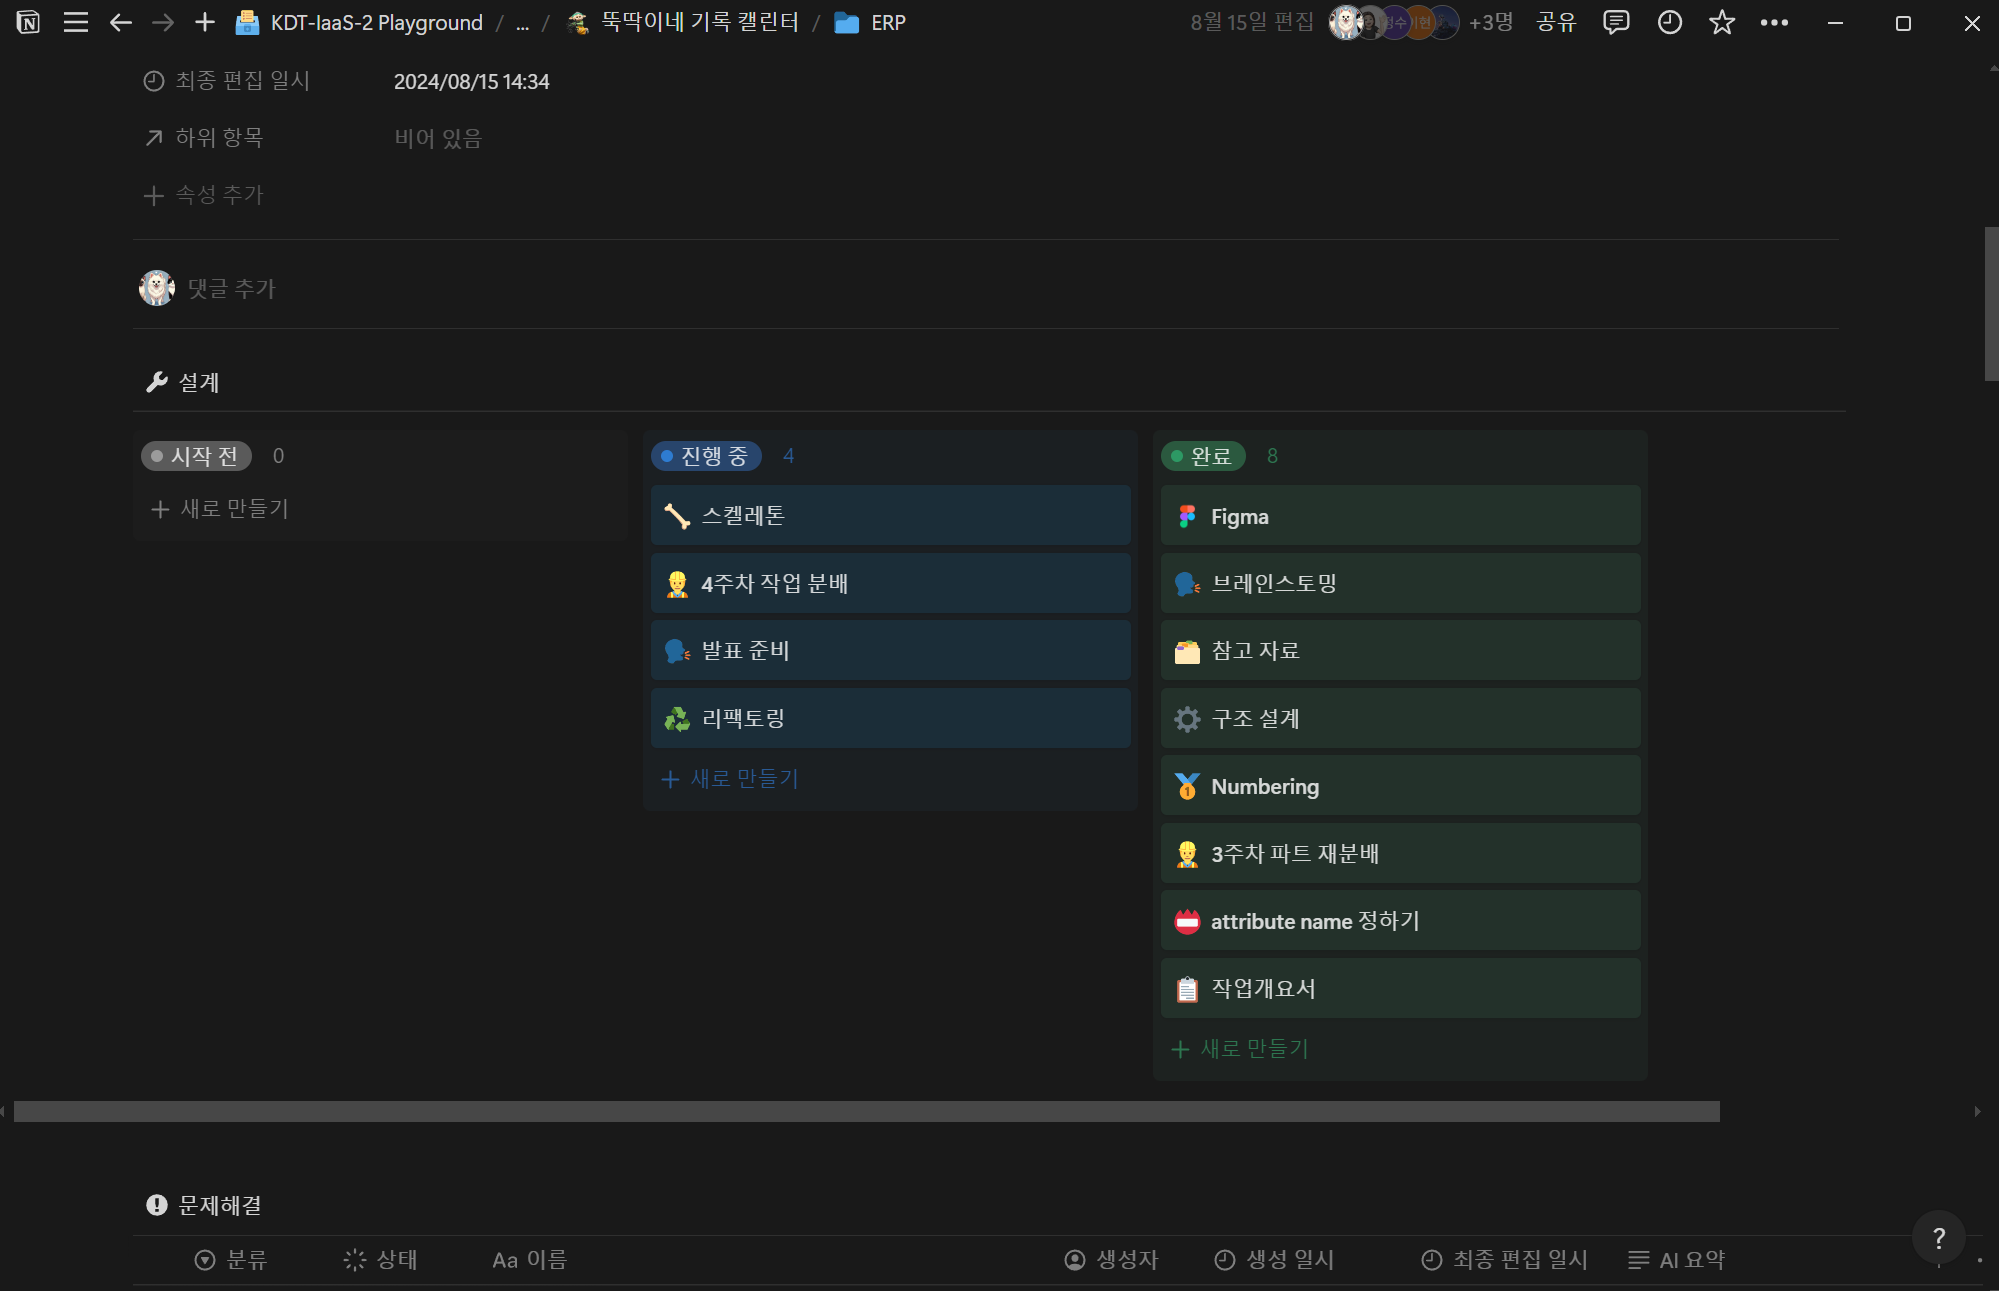 KDT-IaaS-2 Playground / ... / 뚝딱이네 기록 캘린터 / ERP
8월 15일 편집
정수
이현
+3명
공유
최종 편집 일시
2024/08/15 14:34
하위 항목
비어 있음
속성 추가
댓글 추가
설계
시작 전 0
새로 만들기
진행 중 4
스켈레톤
4주차 작업 분배
발표 준비
리팩토링
새로 만들기
완료 8
Figma
브레인스토밍
참고 자료
구조 설계
Numbering
3주차 파트 재분배
attribute name 정하기
작업개요서
새로 만들기
문제해결
분류
상태
Aa 이름
생성자
생성 일시
최종 편집 일시
AI 요약
?